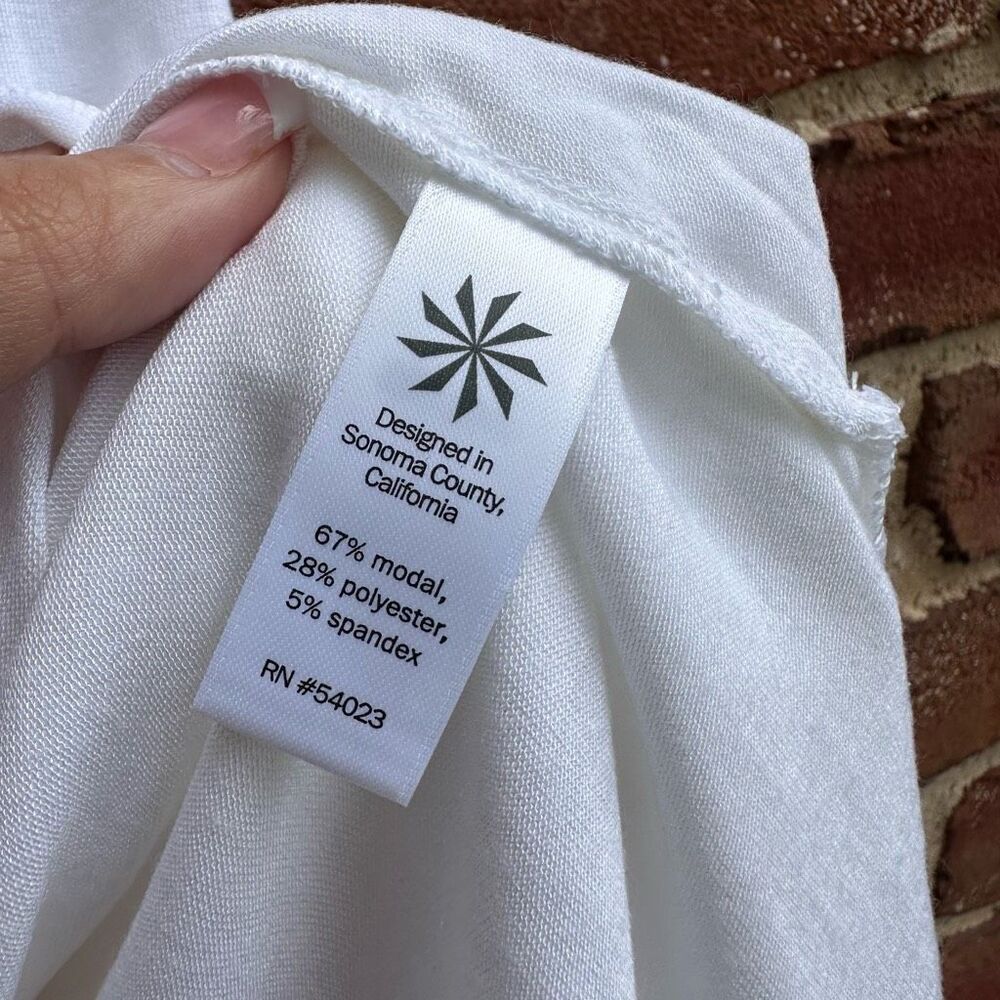 Designed in
Sonoma County,
California
67% modal,
28% polyester,
5% spandex
RN #54023